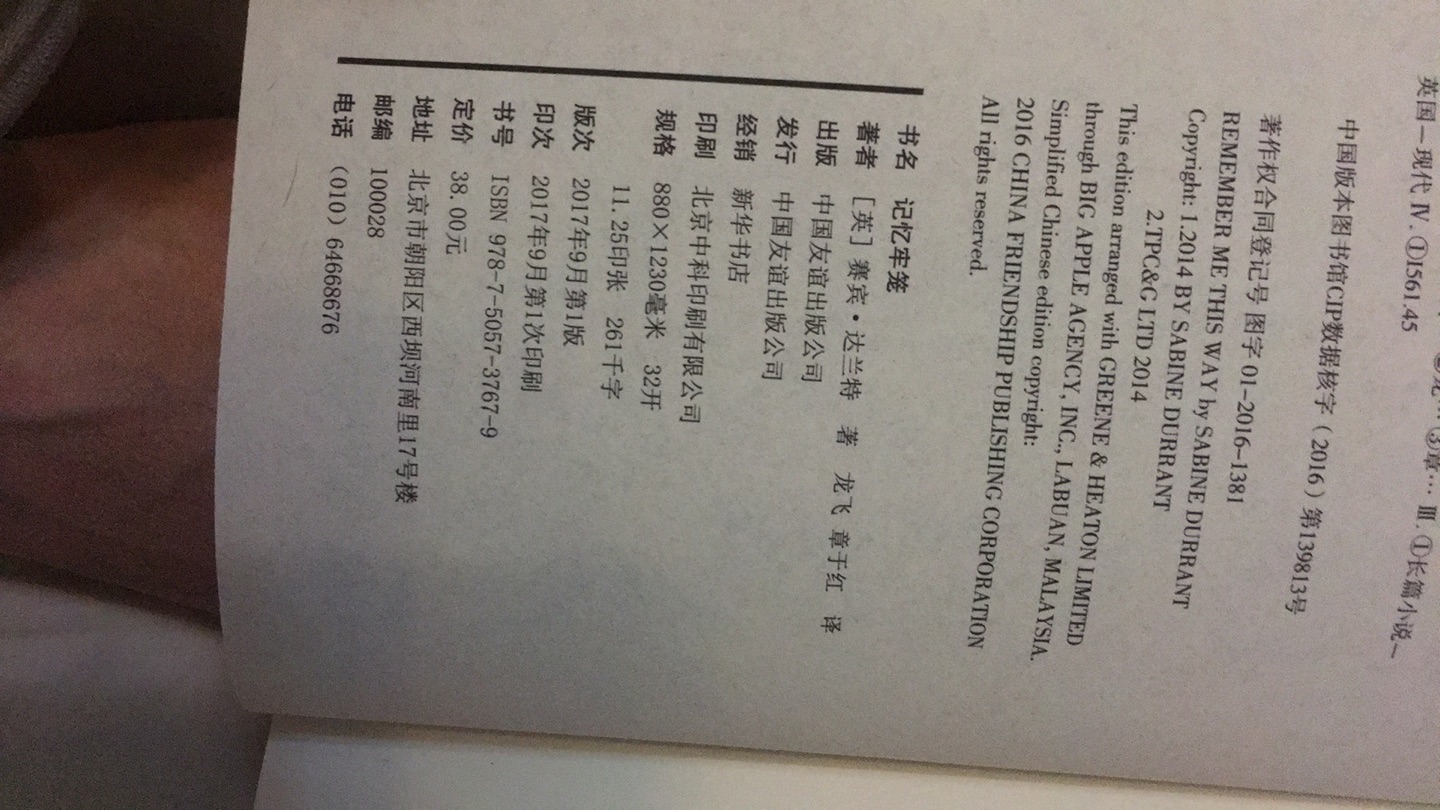 英国－现代 Ⅳ. ①I561.45
③章… Ⅲ. ①长篇小说－
中国版本图书馆CIP数据核字（2016）第139813号
著作权合同登记号 图字 01-2016-1381
REMEMBER ME THIS WAY by SABINE DURRANT
Copyright: 1.2014 BY SABINE DURRANT
2.TPC&G LTD 2014
This edition arranged with GREENE & HEATON LIMITED
through BIG APPLE AGENCY, INC., LABUAN, MALAYSIA.
Simplified Chinese edition copyright:
2016 CHINA FRIENDSHIP PUBLISHING CORPORATION
All rights reserved.
书名 记忆牢笼
著者 ［英］赛宾·达兰特 著 龙飞 章于红 译
出版 中国友谊出版公司
发行 中国友谊出版公司
经销 新华书店
印刷 北京中科印刷有限公司
规格 880×1230毫米 32开
11.25印张 261千字
版次 2017年9月第1版
印次 2017年9月第1次印刷
书号 ISBN 978-7-5057-3767-9
定价 38.00元
地址 北京市朝阳区西坝河南里17号楼
邮编 100028
电话 （010）64668676